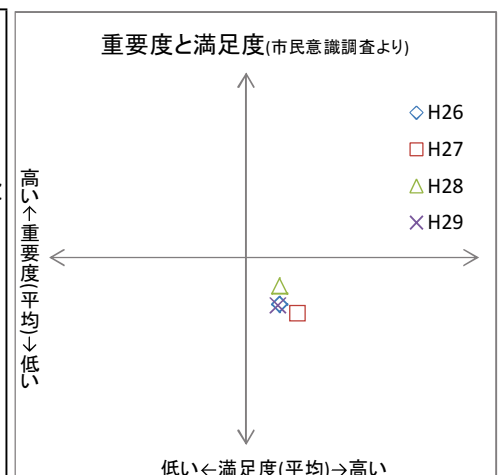 重要度と満足度(市民意識調査より)
H26
H27
H28
H29
高い↑重要度(平均)↓低い
低い←満足度(平均)→高い